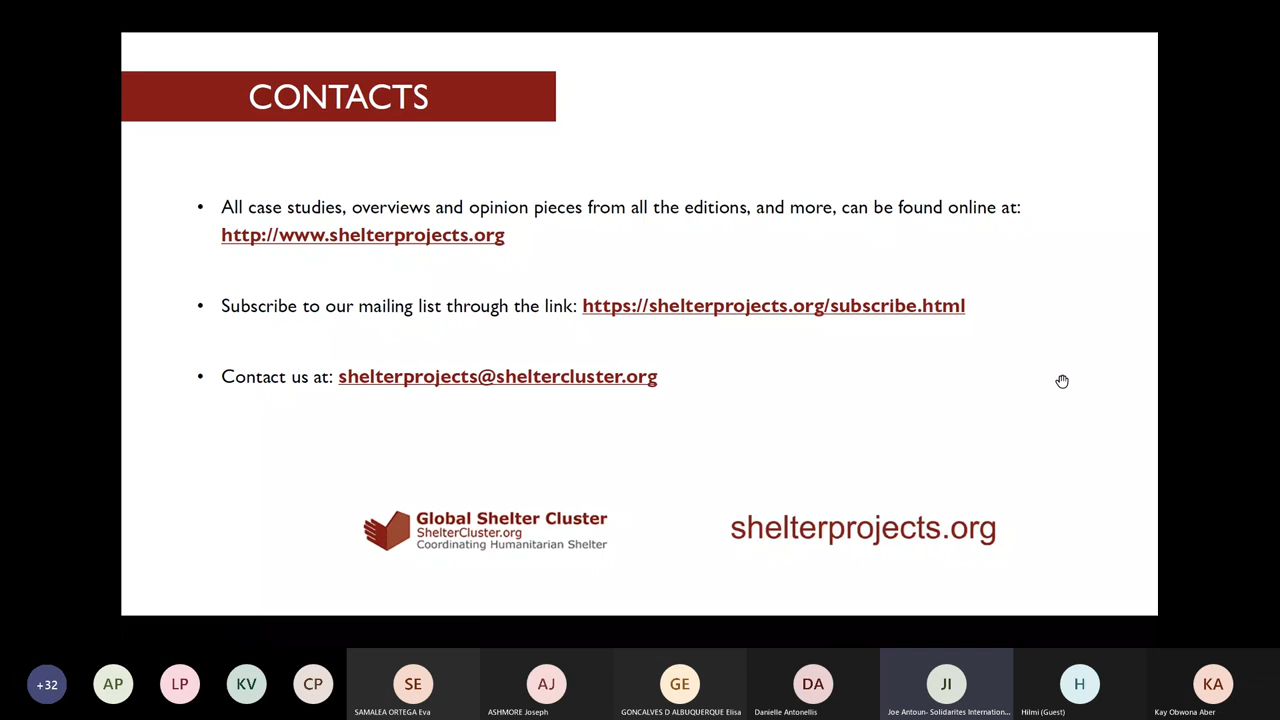 CONTACTS
• All case studies, overviews and opinion pieces from all the editions, and more, can be found online at:
http://www.shelterprojects.org
• Subscribe to our mailing list through the link: https://shelterprojects.org/subscribe.html
• Contact us at: shelterprojects@sheltercluster.org
Global Shelter Cluster
ShelterCluster.org
Coordinating Humanitarian Shelter
shelterprojects.org
+32 AP LP KV CP SE AJ GE DA JI H KA
SAMALEA ORTEGA Eva ASHMORE Joseph GONCALVES D ALBUQUERQUE Elisa Danielle Antonellis Joe Antoun- Solidarites Internation... Hilmi (Guest) Kay Obwona Aber